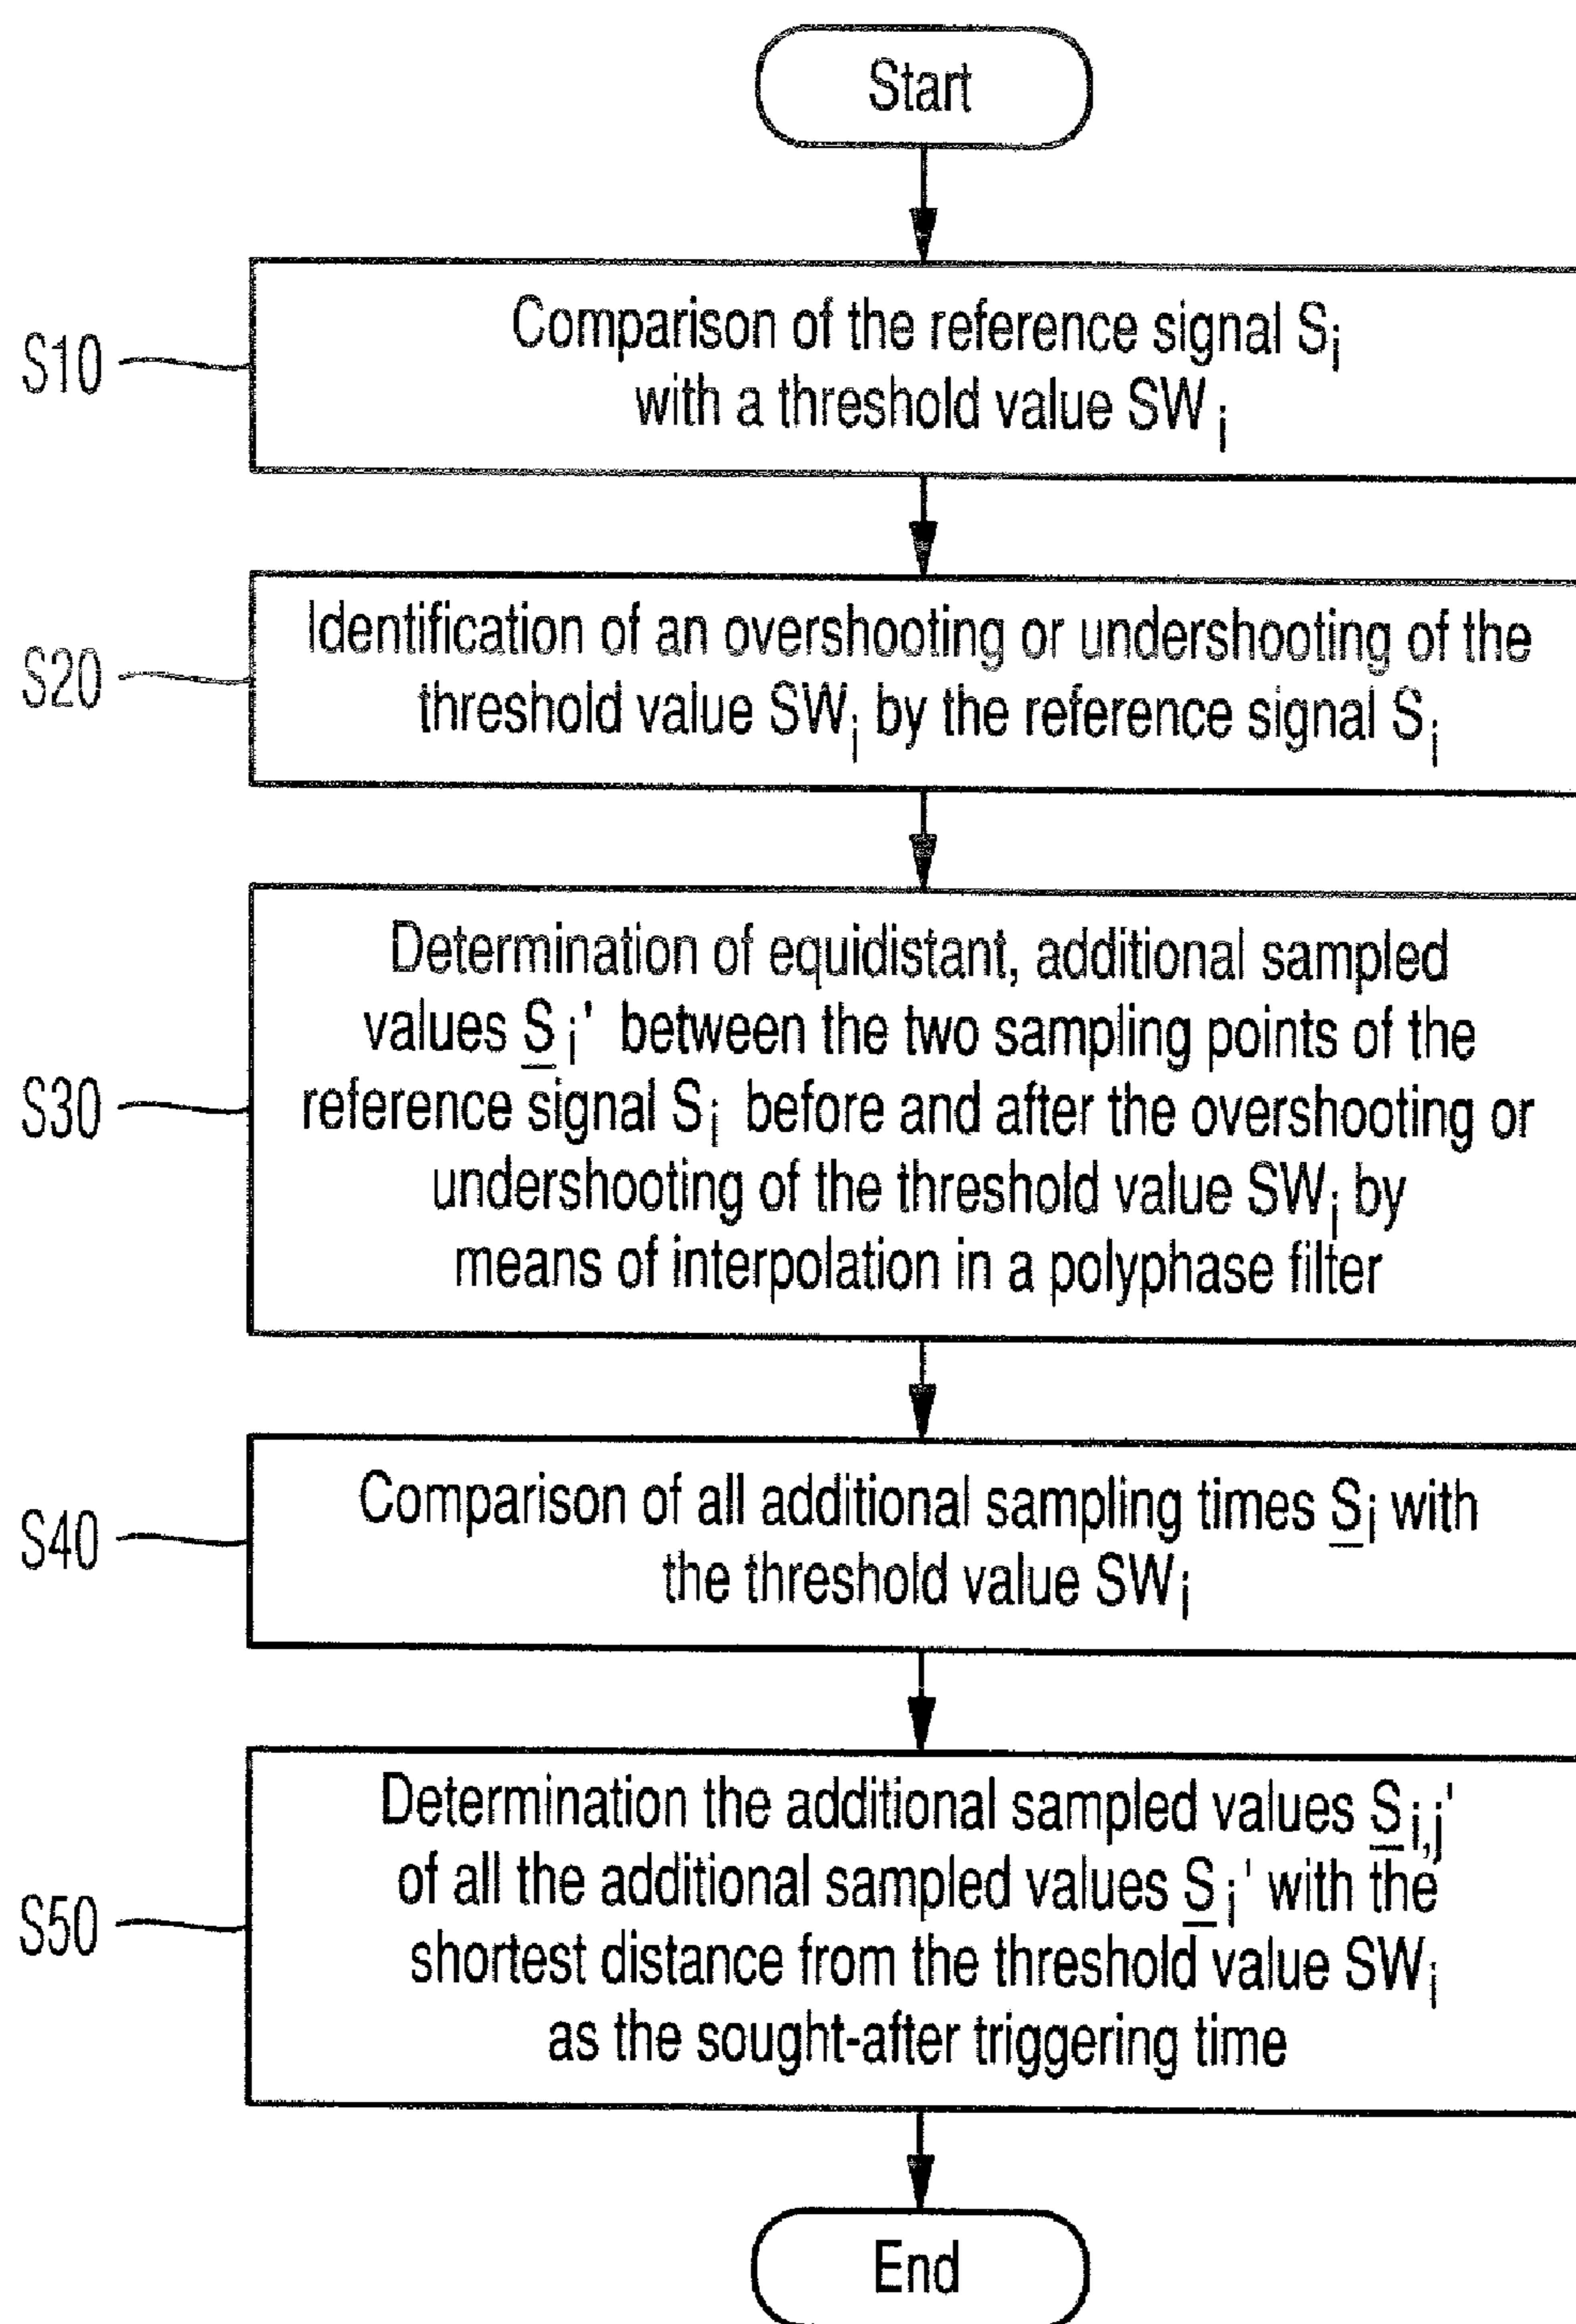 Start
S10
Comparison of the reference signal Si
with a threshold value SWi
S20
Identification of an overshooting or undershooting of the
threshold value SWi by the reference signal Si
S30
Determination of equidistant, additional sampled
values S̲i' between the two sampling points of the
reference signal Si before and after the overshooting or
undershooting of the threshold value SWi by
means of interpolation in a polyphase filter
S40
Comparison of all additional sampling times S̲i with
the threshold value SWi
S50
Determination the additional sampled values S̲i,j'
of all the additional sampled values S̲i' with the
shortest distance from the threshold value SWi
as the sought-after triggering time
End